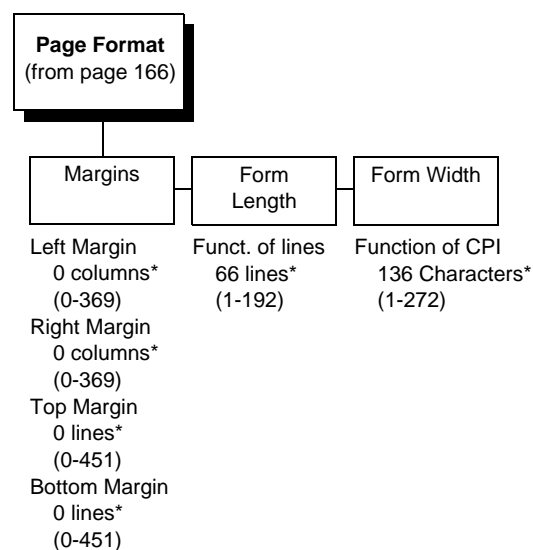 Page Format
(from page 166)
Margins
Form
Length
Form Width
Left Margin
0 columns*
(0-369)
Right Margin
0 columns*
(0-369)
Top Margin
0 lines*
(0-451)
Bottom Margin
0 lines*
(0-451)
Funct. of lines
66 lines*
(1-192)
Function of CPI
136 Characters*
(1-272)